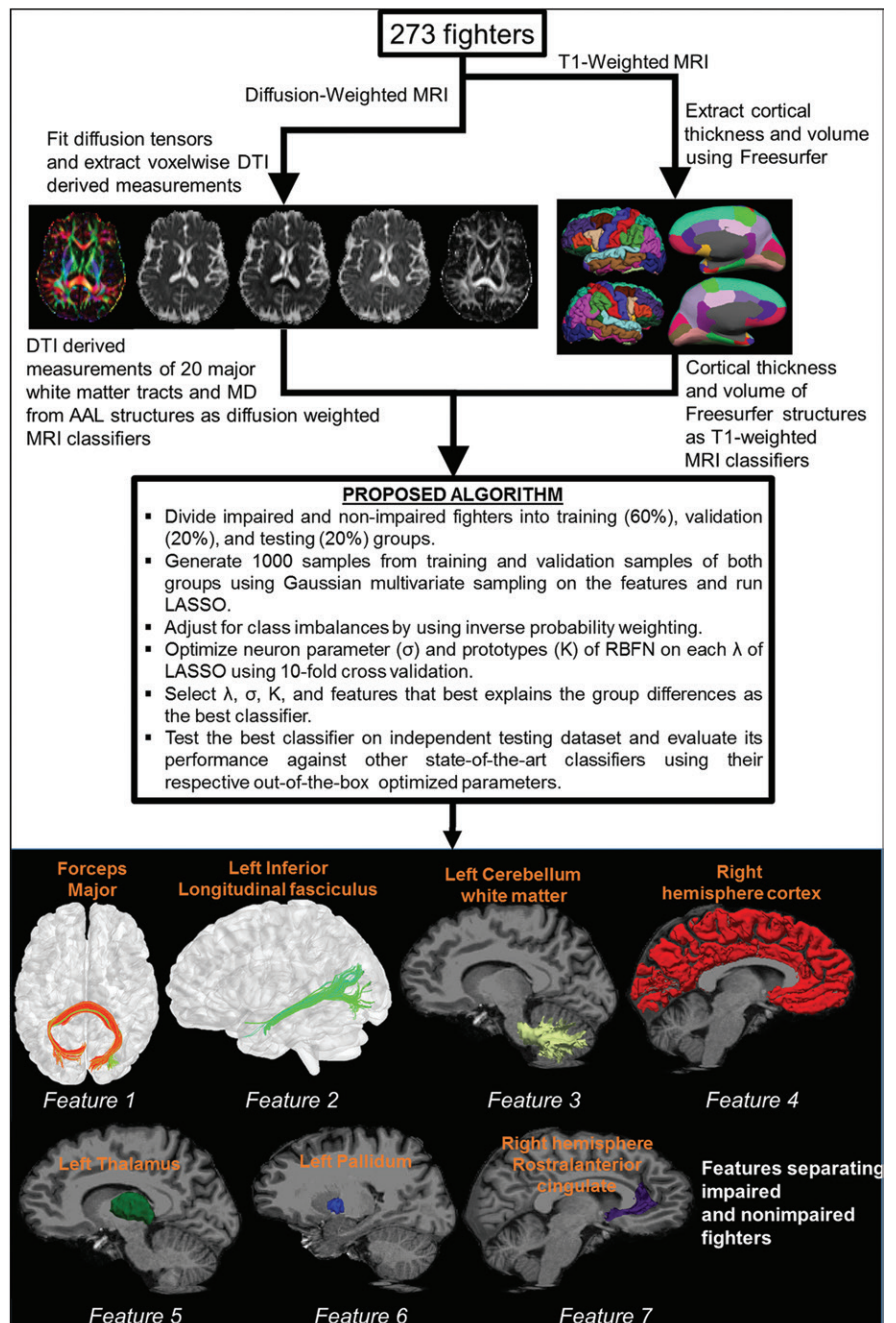 273 fighters
T1-Weighted MRI
Diffusion-Weighted MRI
Fit diffusion tensors
and extract voxelwise DTI
derived measurements
Extract cortical
thickness and volume
using Freesurfer
DTI derived
measurements of 20 major
white matter tracts and MD
from AAL structures as diffusion weighted
MRI classifiers
Cortical thickness
and volume of
Freesurfer structures
as T1-weighted
MRI classifiers
PROPOSED ALGORITHM
▪ Divide impaired and non-impaired fighters into training (60%), validation
(20%), and testing (20%) groups.
▪ Generate 1000 samples from training and validation samples of both
groups using Gaussian multivariate sampling on the features and run
LASSO.
▪ Adjust for class imbalances by using inverse probability weighting.
▪ Optimize neuron parameter (σ) and prototypes (K) of RBFN on each λ of
LASSO using 10-fold cross validation.
▪ Select λ, σ, K, and features that best explains the group differences as
the best classifier.
▪ Test the best classifier on independent testing dataset and evaluate its
performance against other state-of-the-art classifiers using their
respective out-of-the-box optimized parameters.
Forceps
Major
Left Inferior
Longitudinal fasciculus
Left Cerebellum
white matter
Right
hemisphere cortex
Feature 1
Feature 2
Feature 3
Feature 4
Left Thalamus
Left Pallidum
Right hemisphere
Rostralanterior
cingulate
Features separating
impaired
and nonimpaired
fighters
Feature 5
Feature 6
Feature 7